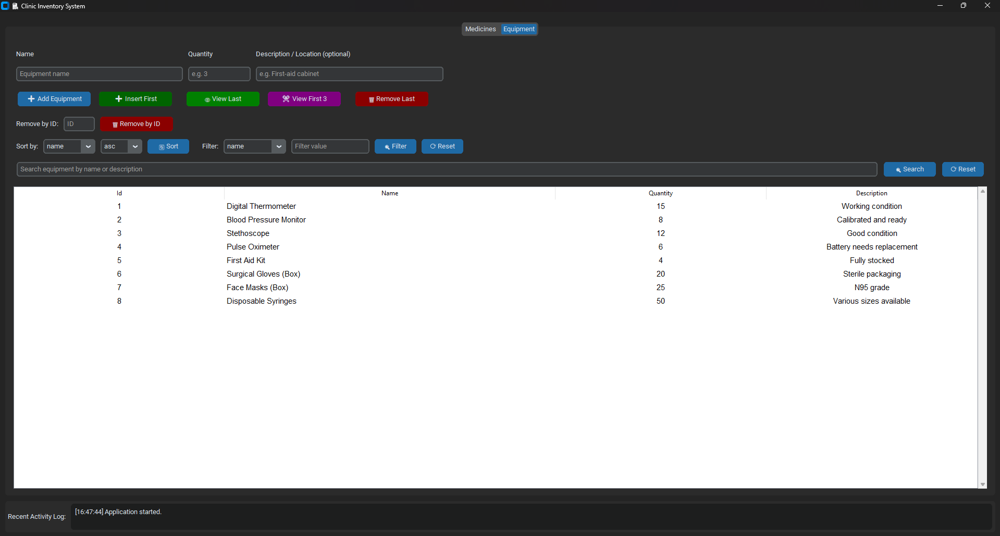 Clinic Inventory System
Medicines Equipment
Name Quantity Description / Location (optional)
Equipment name e.g. 3 e.g. First-aid cabinet
Add Equipment Insert First View Last View First 3 Remove Last
Remove by ID: ID Remove by ID
Sort by: name asc Sort Filter: name Filter value Filter Reset
Search equipment by name or description Search Reset
Id Name Quantity Description
1 Digital Thermometer 15 Working condition
2 Blood Pressure Monitor 8 Calibrated and ready
3 Stethoscope 12 Good condition
4 Pulse Oximeter 6 Battery needs replacement
5 First Aid Kit 4 Fully stocked
6 Surgical Gloves (Box) 20 Sterile packaging
7 Face Masks (Box) 25 N95 grade
8 Disposable Syringes 50 Various sizes available
Recent Activity Log: [16:47:44] Application started.